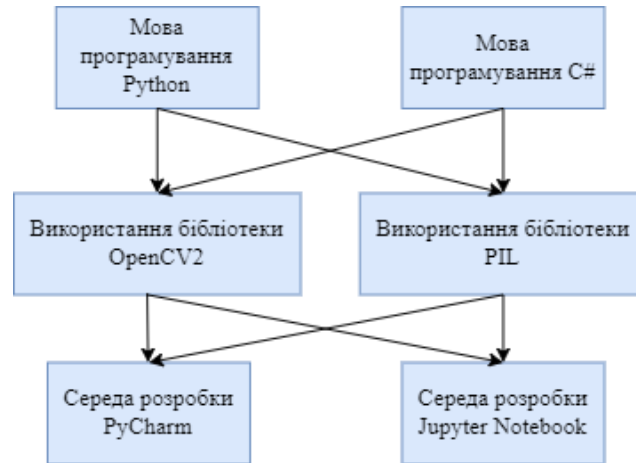 Мова
програмування
Python
Мова
програмування C#
Використання бібліотеки
OpenCV2
Використання бібліотеки
PIL
Середа розробки
PyCharm
Середа розробки
Jupyter Notebook